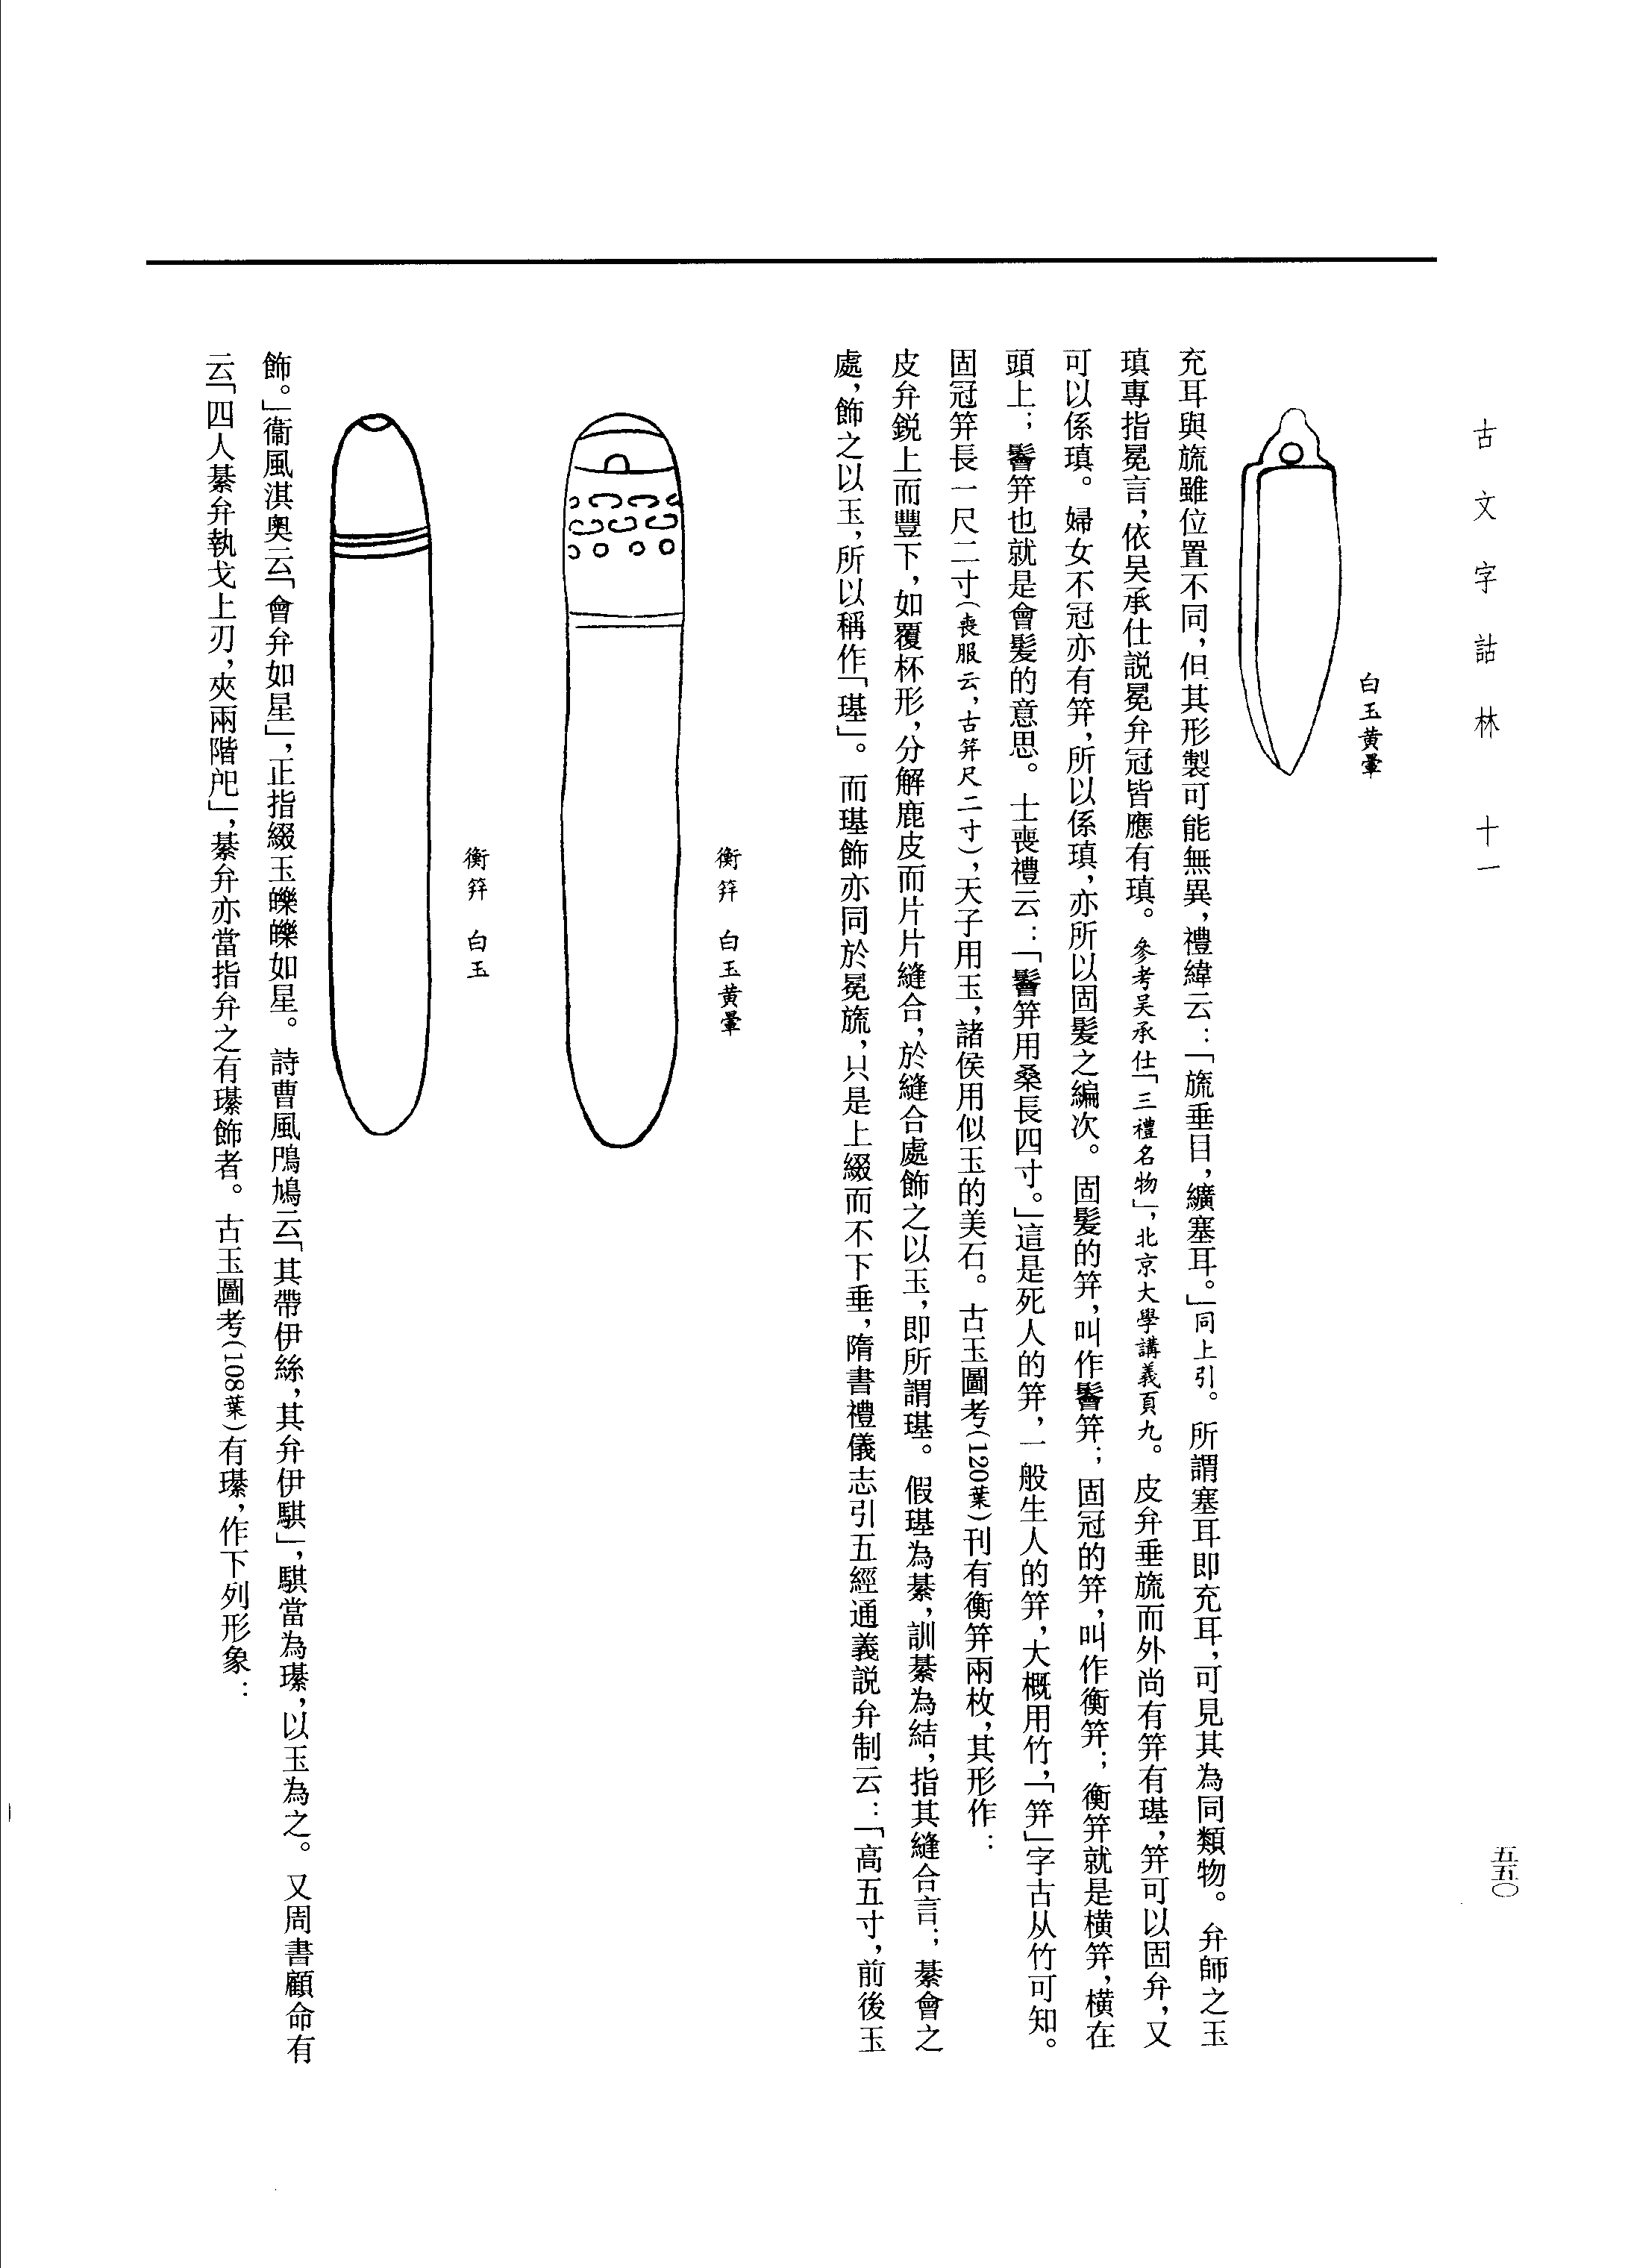 古文字詁林　十一
五五〇
白玉黃暈
充耳與旒雖位置不同，但其形製可能無異，禮緯云：「旒垂目，纊塞耳。」同上引。所謂塞耳即充耳，可見其為同類物。弁師之玉
瑱專指冕言，依吴承仕説冕弁冠皆應有瑱。參考吴承仕「三禮名物」，北京大學講義頁九。皮弁垂旒而外尚有笄有璂，笄可以固弁，又
可以係瑱。婦女不冠亦有笄，所以係瑱，亦所以固髪之編次。固髪的笄，叫作鬠笄；固冠的笄，叫作衡笄；衡笄就是横笄，横在
頭上；鬠笄也就是會髪的意思。士喪禮云：「鬠笄用桑長四寸。」這是死人的笄，一般生人的笄，大概用竹，「笄」字古从竹可知。
固冠笄長一尺二寸（喪服云，古笄尺二寸），天子用玉，諸侯用似玉的美石。古玉圖考（120葉）刊有衡笄兩枚，其形作：
衡笄　白玉黃暈
衡笄　白玉
皮弁鋭上而豐下，如覆杯形，分解鹿皮而片片縫合，於縫合處飾之以玉，即所謂璂。假璂為綦，訓綦為結，指其縫合言；綦會之
處，飾之以玉，所以稱作「璂」。而璂飾亦同於冕旒，只是上綴而不下垂，隋書禮儀志引五經通義説弁制云：「高五寸，前後玉
飾。」衞風淇奥云「會弁如星」，正指綴玉皪皪如星。詩曹風鳲鳩云「其帶伊絲，其弁伊騏」，騏當為瑧，以玉為之。又周書顧命有
云「四人綦弁執戈上刃，夾兩階戺」，綦弁亦當指弁之有璂飾者。古玉圖考（108葉）有璂，作下列形象：